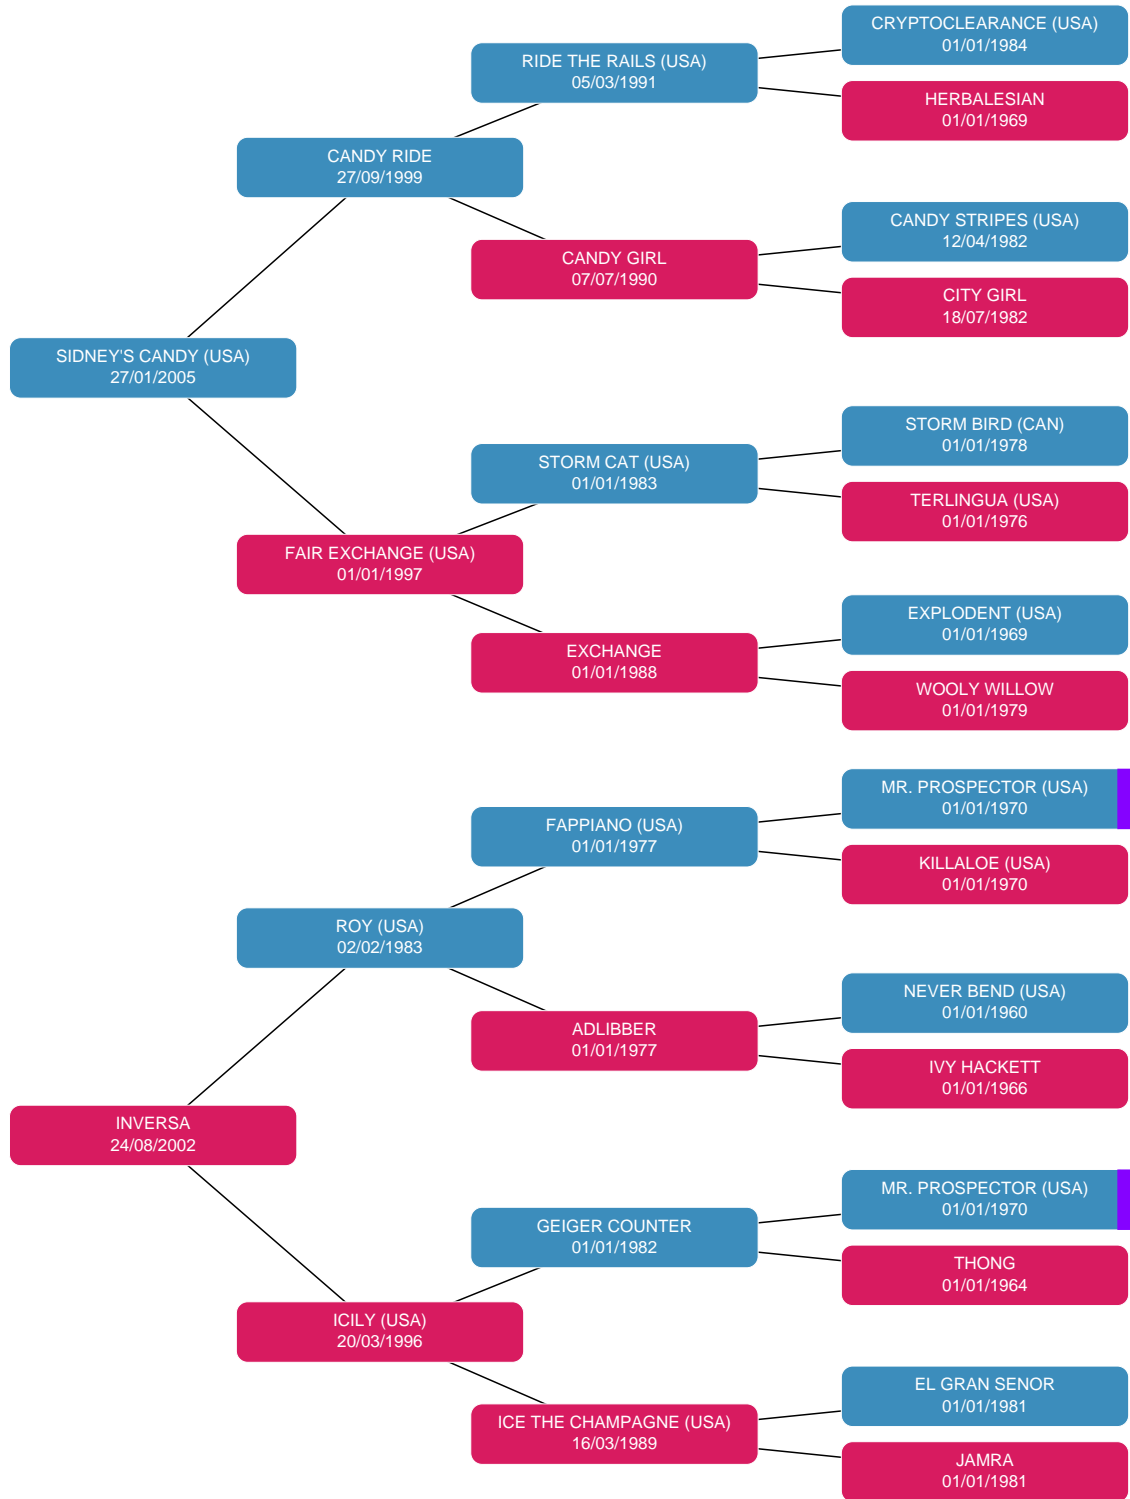 CRYPTOCLEARANCE (USA)
01/01/1984
RIDE THE RAILS (USA)
05/03/1991
HERBALESIAN
01/01/1969
CANDY RIDE
27/09/1999
CANDY STRIPES (USA)
12/04/1982
CANDY GIRL
07/07/1990
CITY GIRL
18/07/1982
SIDNEY'S CANDY (USA)
27/01/2005
STORM BIRD (CAN)
01/01/1978
STORM CAT (USA)
01/01/1983
TERLINGUA (USA)
01/01/1976
FAIR EXCHANGE (USA)
01/01/1997
EXPLODENT (USA)
01/01/1969
EXCHANGE
01/01/1988
WOOLY WILLOW
01/01/1979
MR. PROSPECTOR (USA)
01/01/1970
FAPPIANO (USA)
01/01/1977
KILLALOE (USA)
01/01/1970
ROY (USA)
02/02/1983
NEVER BEND (USA)
01/01/1960
ADLIBBER
01/01/1977
IVY HACKETT
01/01/1966
INVERSA
24/08/2002
MR. PROSPECTOR (USA)
01/01/1970
GEIGER COUNTER
01/01/1982
THONG
01/01/1964
ICILY (USA)
20/03/1996
EL GRAN SENOR
01/01/1981
ICE THE CHAMPAGNE (USA)
16/03/1989
JAMRA
01/01/1981